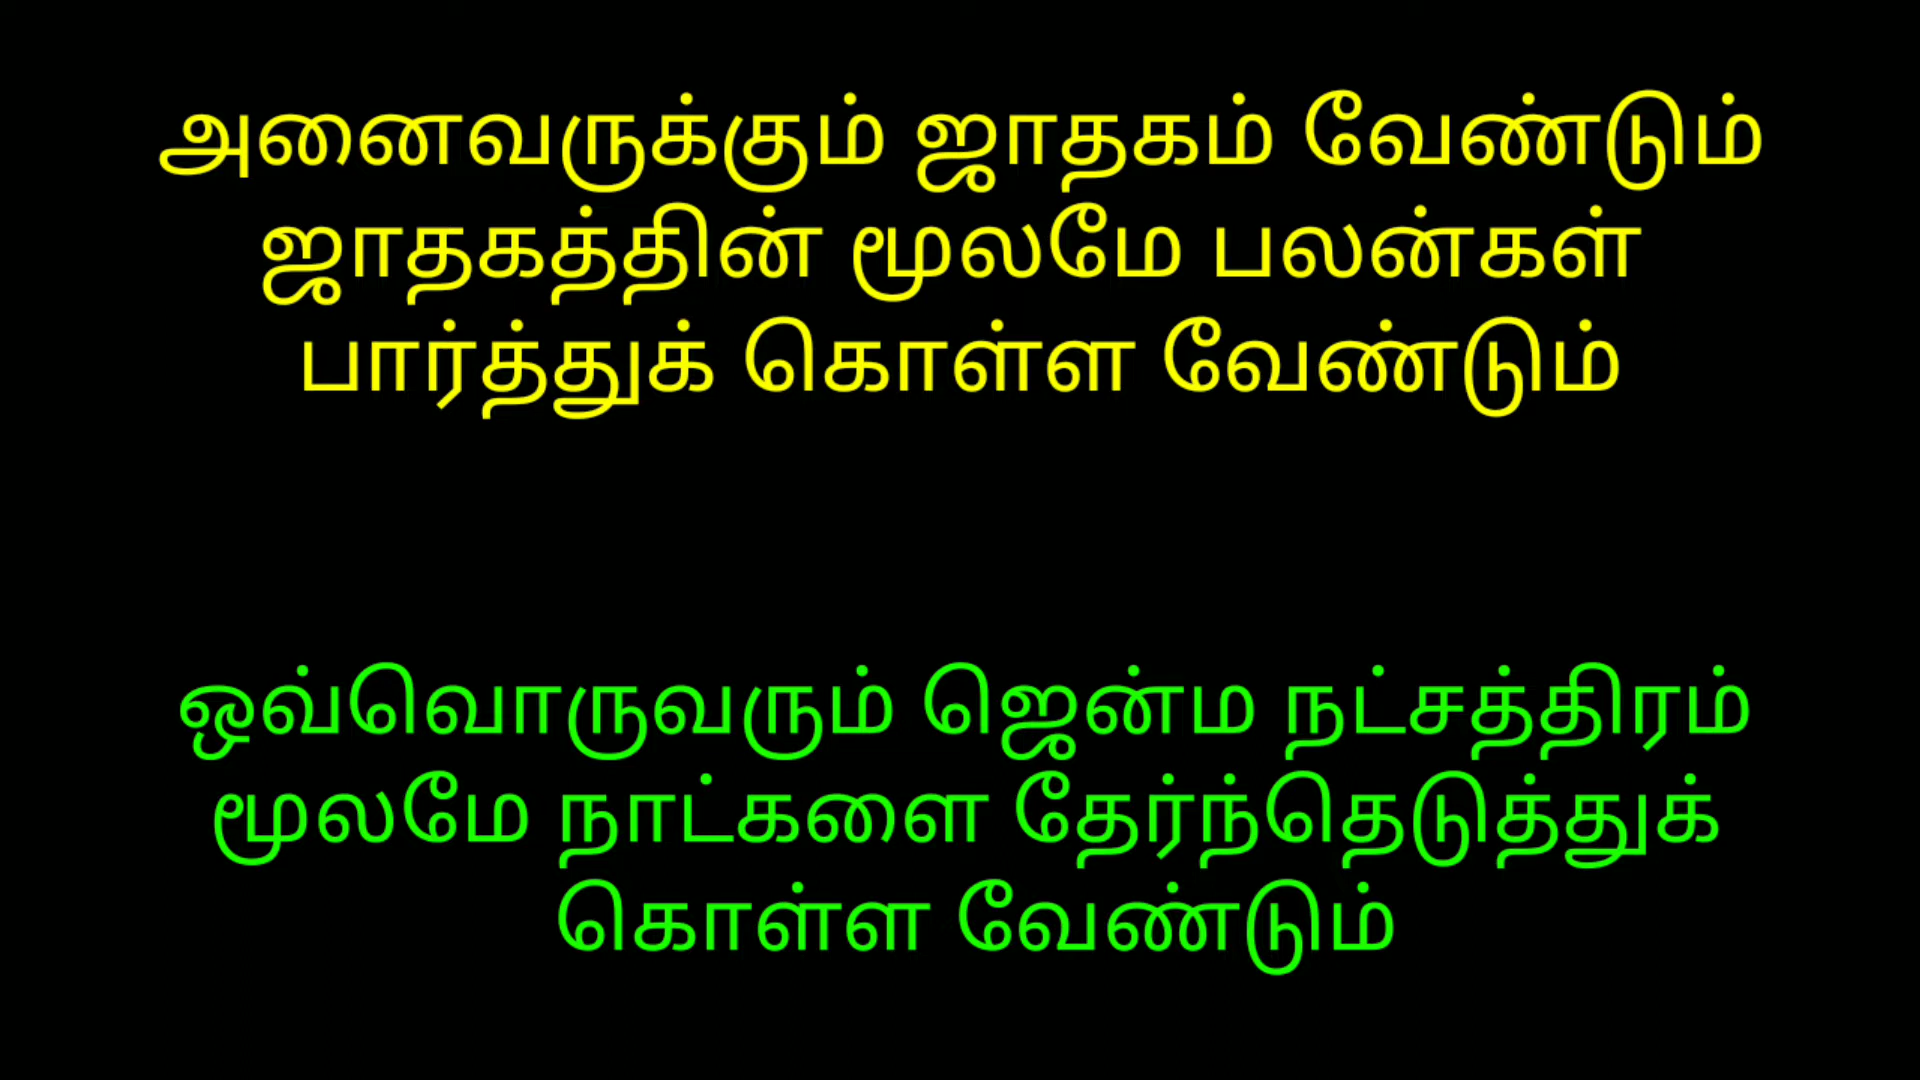 அனைவருக்கும் ஜாதகம் வேண்டும்
ஜாதகத்தின் மூலமே பலன்கள்
பார்த்துக் கொள்ள வேண்டும்
ஒவ்வொருவரும் ஜென்ம நட்சத்திரம்
மூலமே நாட்களை தேர்ந்தெடுத்துக்
கொள்ள வேண்டும்